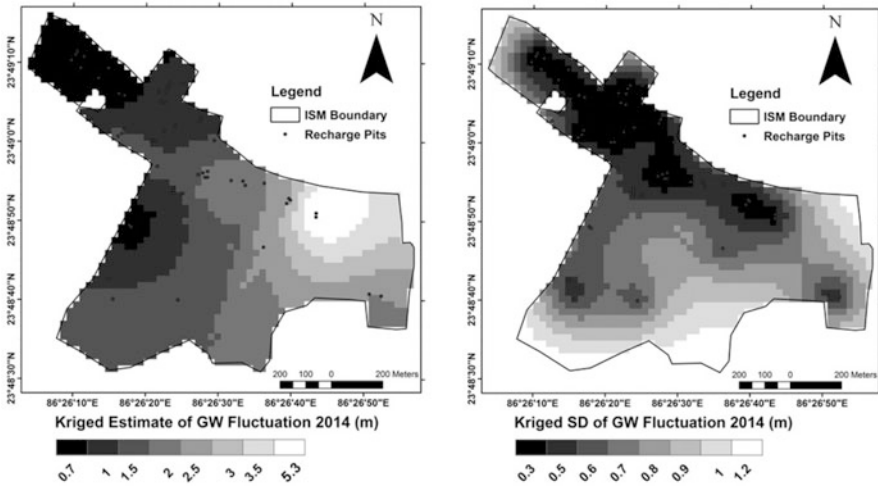 N
Legend
ISM Boundary
Recharge Pits
23°49'10"N
23°49'0"N
23°48'50"N
23°48'40"N
23°48'30"N
200 100 0 200 Meters
86°26'10"E 86°26'20"E 86°26'30"E 86°26'40"E 86°26'50"E
Kriged Estimate of GW Fluctuation 2014 (m)
0.7 1 1.5 2 2.5 3 3.5 5.3
N
Legend
ISM Boundary
Recharge Pits
23°49'10"N
23°49'0"N
23°48'50"N
23°48'40"N
23°48'30"N
200 100 0 200 Meters
86°26'10"E 86°26'20"E 86°26'30"E 86°26'40"E 86°26'50"E
Kriged SD of GW Fluctuation 2014 (m)
0.3 0.5 0.6 0.7 0.8 0.9 1 1.2